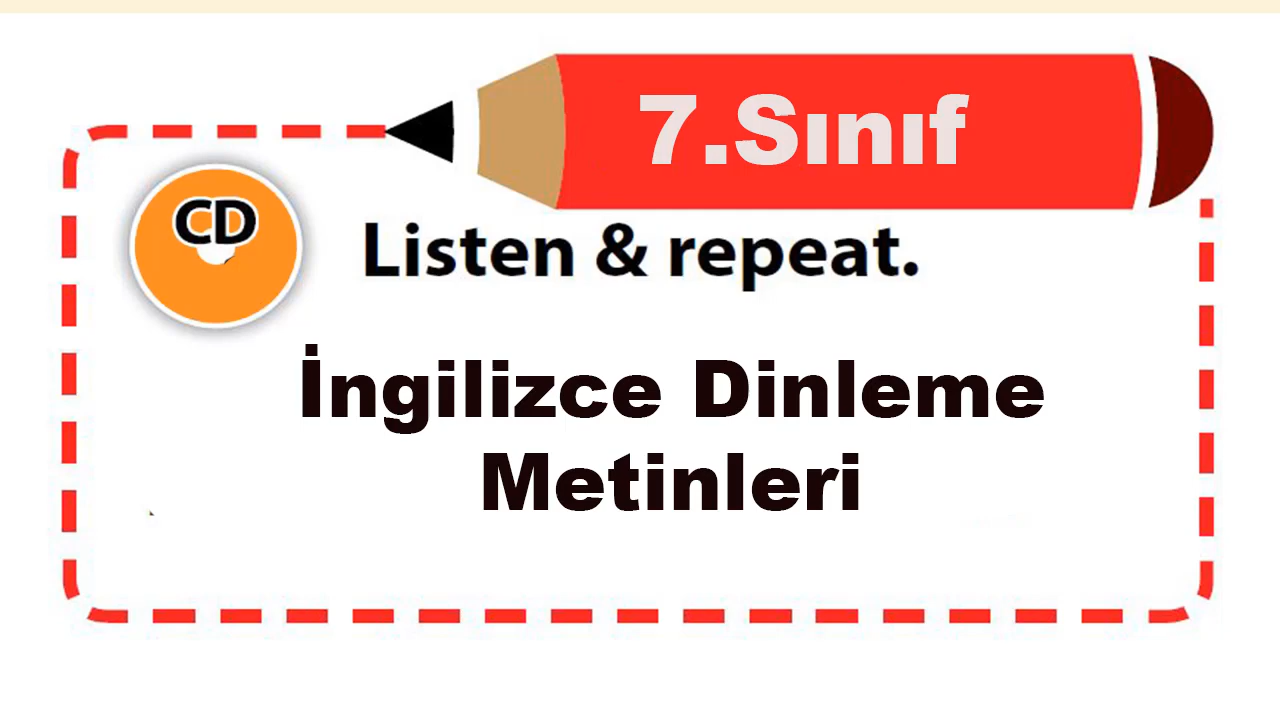 7.Sınıf
CD
Listen & repeat.
İngilizce Dinleme
Metinleri